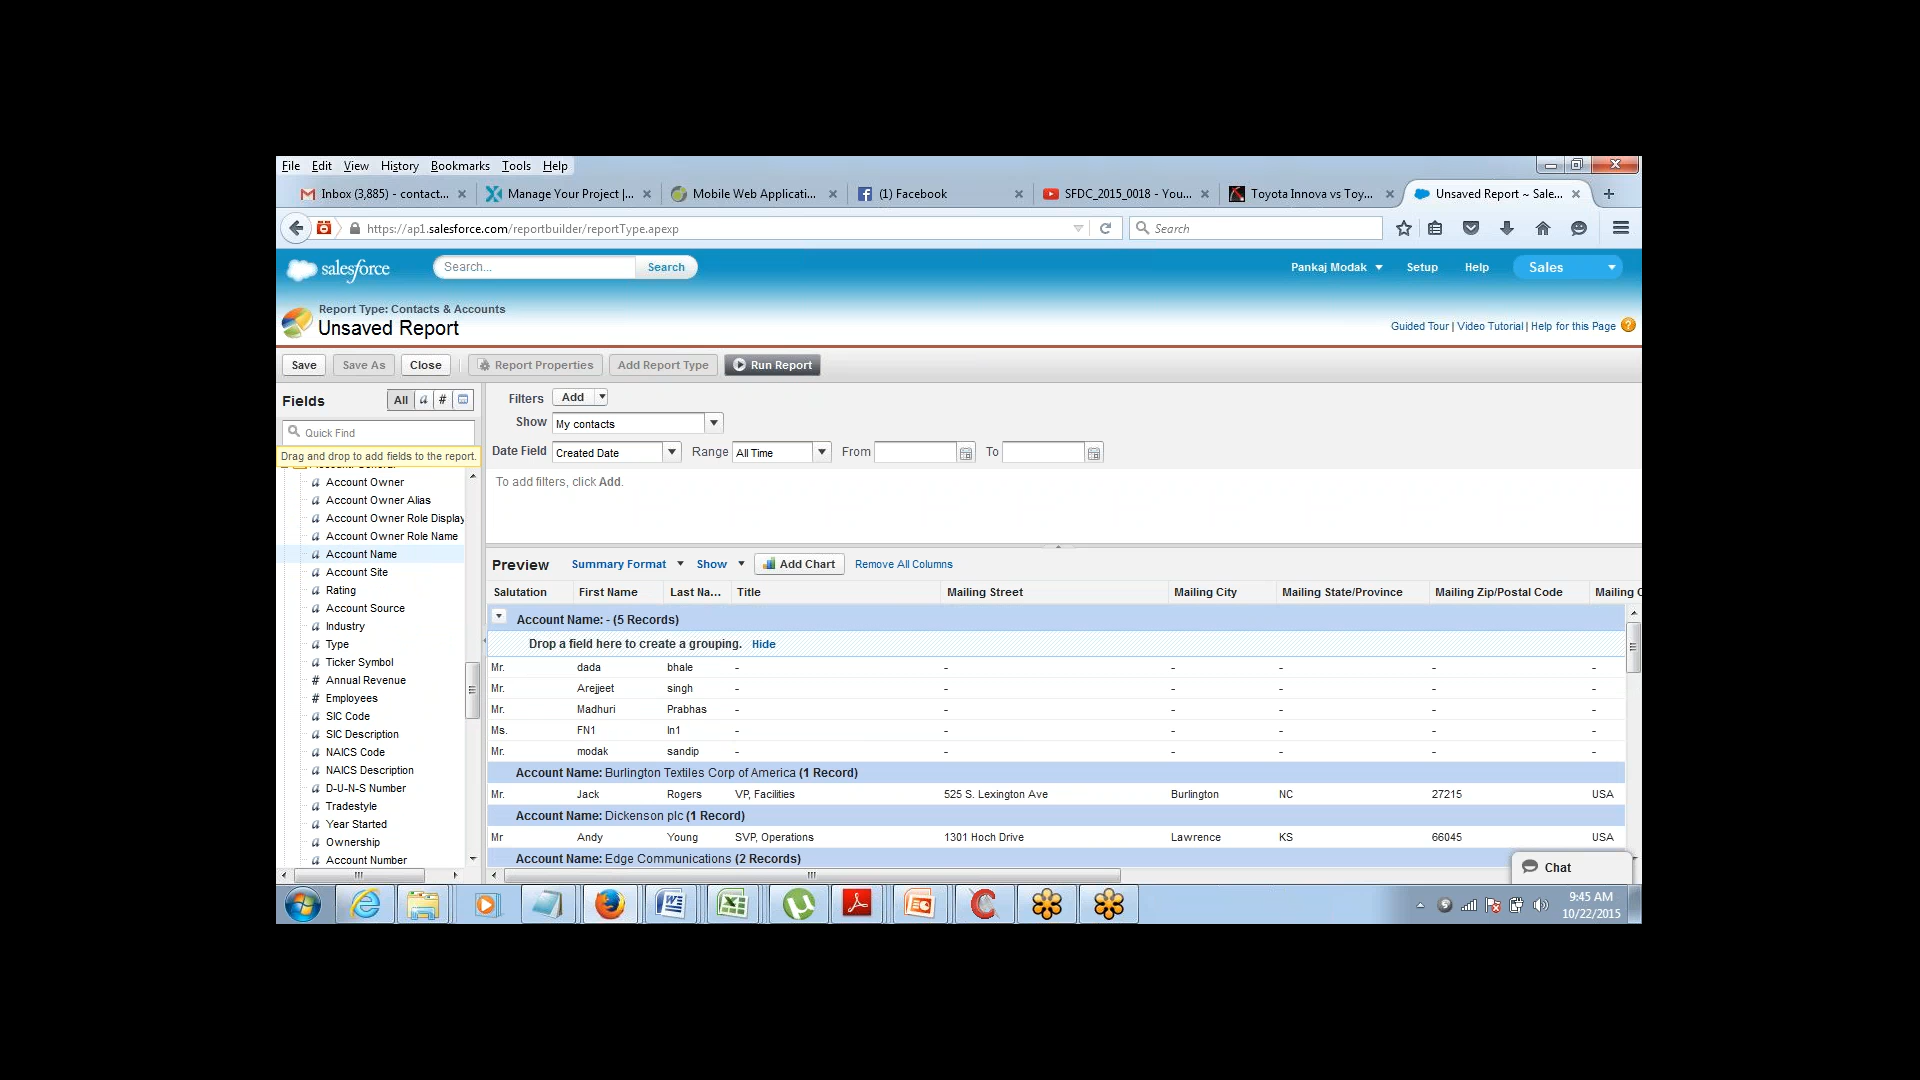 File Edit View History Bookmarks Tools Help
Inbox (3,885) - contact... Manage Your Project |... Mobile Web Applicati... (1) Facebook SFDC_2015_0018 - You... Toyota Innova vs Toy... Unsaved Report ~ Sale...
https://ap1.salesforce.com/reportbuilder/reportType.apexp Search
salesforce Search... Search Pankaj Modak Setup Help Sales
Report Type: Contacts & Accounts
Unsaved Report
Guided Tour | Video Tutorial | Help for this Page ?
Save Save As Close Report Properties Add Report Type Run Report
Fields All a #
Quick Find
Drag and drop to add fields to the report.
a Account Owner
a Account Owner Alias
a Account Owner Role Display
a Account Owner Role Name
a Account Name
a Account Site
a Rating
a Account Source
a Industry
a Type
a Ticker Symbol
# Annual Revenue
# Employees
a SIC Code
a SIC Description
a NAICS Code
a NAICS Description
a D-U-N-S Number
a Tradestyle
a Year Started
a Ownership
a Account Number
Filters Add
Show My contacts
Date Field Created Date Range All Time From To
To add filters, click Add.
Preview Summary Format Show Add Chart Remove All Columns
Salutation First Name Last Na... Title Mailing Street Mailing City Mailing State/Province Mailing Zip/Postal Code Mailing C
Account Name: - (5 Records)
Drop a field here to create a grouping. Hide
Mr. dada bhale - - - - - -
Mr. Arejjeet singh - - - - - -
Mr. Madhuri Prabhas - - - - - -
Ms. FN1 ln1 - - - - - -
Mr. modak sandip - - - - - -
Account Name: Burlington Textiles Corp of America (1 Record)
Mr. Jack Rogers VP, Facilities 525 S. Lexington Ave Burlington NC 27215 USA
Account Name: Dickenson plc (1 Record)
Mr Andy Young SVP, Operations 1301 Hoch Drive Lawrence KS 66045 USA
Account Name: Edge Communications (2 Records)
Chat
9:45 AM
10/22/2015